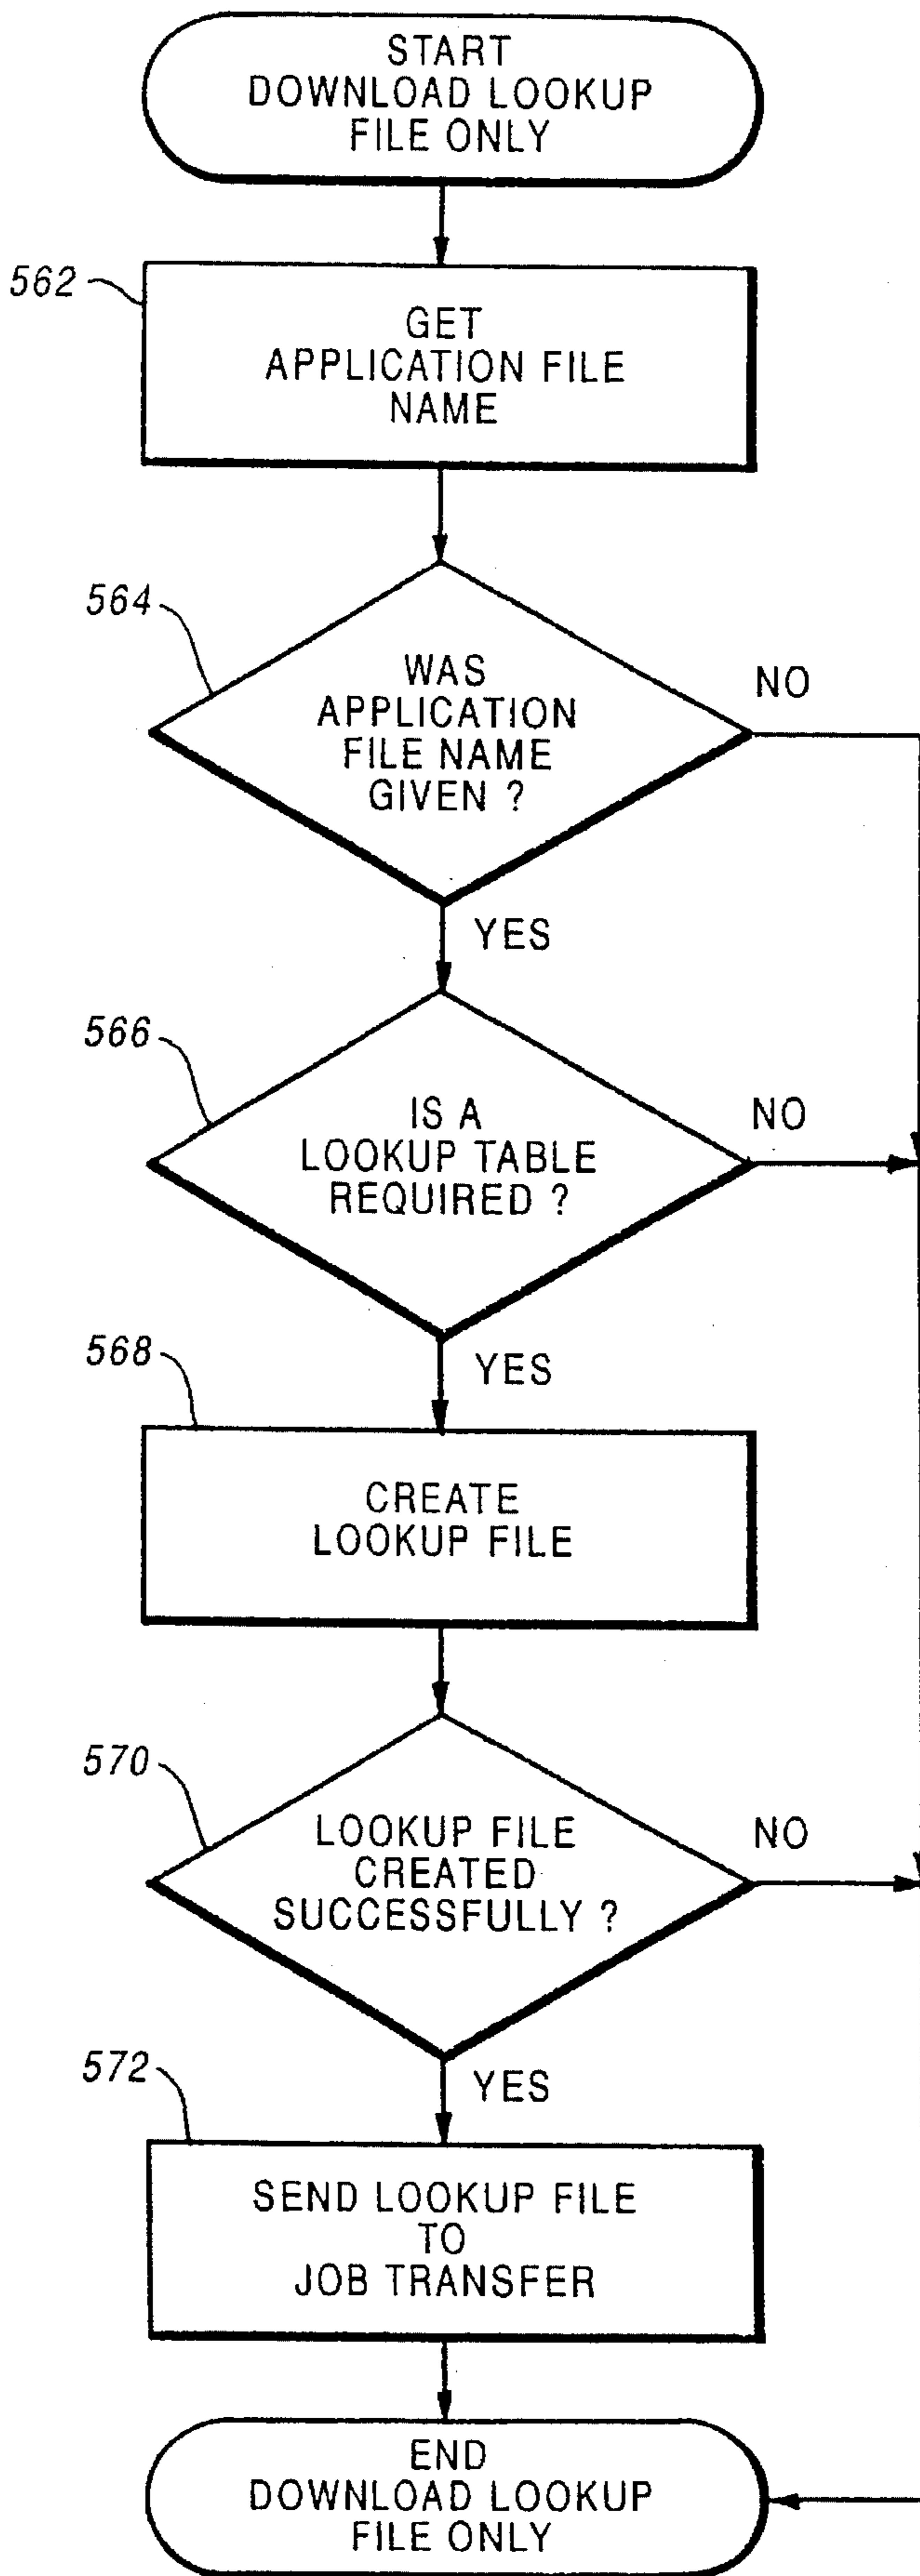 START
DOWNLOAD LOOKUP
FILE ONLY
562
GET
APPLICATION FILE
NAME
564
WAS
APPLICATION
FILE NAME
GIVEN ?
NO
YES
566
IS A
LOOKUP TABLE
REQUIRED ?
NO
YES
568
CREATE
LOOKUP FILE
570
LOOKUP FILE
CREATED
SUCCESSFULLY ?
NO
YES
572
SEND LOOKUP FILE
TO
JOB TRANSFER
END
DOWNLOAD LOOKUP
FILE ONLY